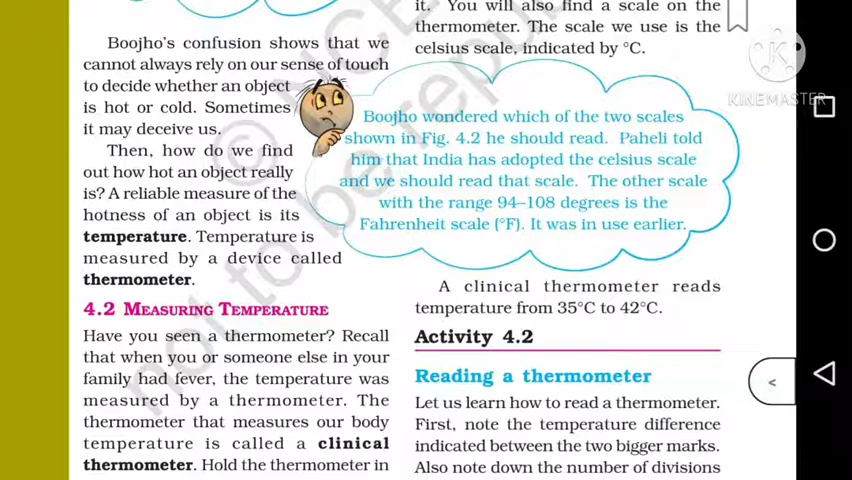 Boojho's confusion shows that we
cannot always rely on our sense of touch
to decide whether an object
is hot or cold. Sometimes
it may deceive us.
Then, how do we find
out how hot an object really
is? A reliable measure of the
hotness of an object is its
temperature. Temperature is
measured by a device called
thermometer.
4.2 MEASURING TEMPERATURE
Have you seen a thermometer? Recall
that when you or someone else in your
family had fever, the temperature was
measured by a thermometer. The
thermometer that measures our body
temperature is called a clinical
thermometer. Hold the thermometer in
it. You will also find a scale on the
thermometer. The scale we use is the
celsius scale, indicated by °C.
Boojho wondered which of the two scales
shown in Fig. 4.2 he should read. Paheli told
him that India has adopted the celsius scale
and we should read that scale. The other scale
with the range 94–108 degrees is the
Fahrenheit scale (°F). It was in use earlier.
A clinical thermometer reads
temperature from 35°C to 42°C.
Activity 4.2
Reading a thermometer
Let us learn how to read a thermometer.
First, note the temperature difference
indicated between the two bigger marks.
Also note down the number of divisions
© NC
not to be repu
KINEMASTER